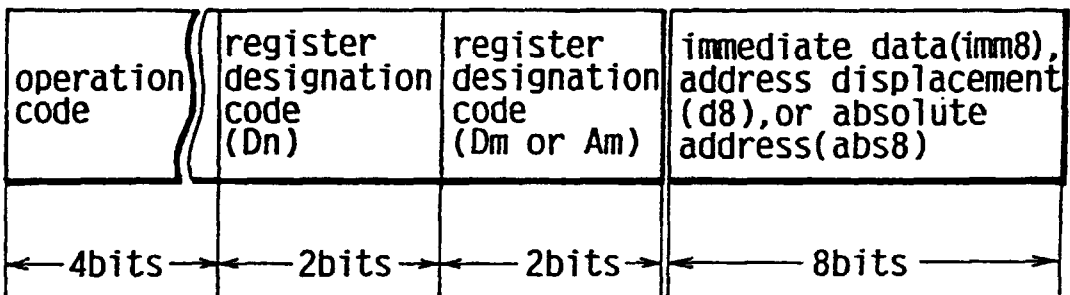 operation
code
register
designation
code
(Dn)
register
designation
code
(Dm or Am)
immediate data(imm8),
address displacement
(d8),or absolute
address(abs8)
4bits
2bits
2bits
8bits